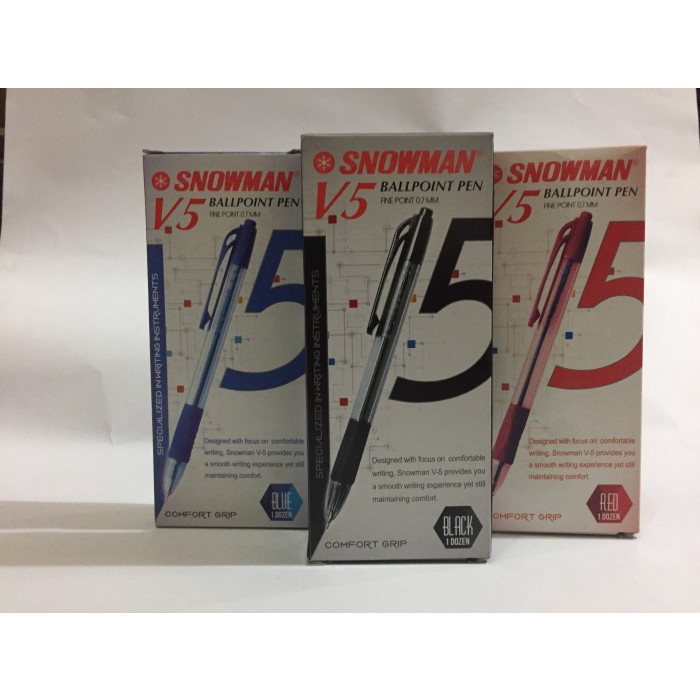 SNOWMAN®
V5 BALLPOINT PEN
FINE POINT 0.7 MM
5
SPECIALIZED IN WRITING INSTRUMENTS
Designed with focus on comfortable
writing, Snowman V-5 provides you
a smooth writing experience yet still
maintaining comfort.
COMFORT GRIP
BLUE
1 DOZEN
SNOWMAN®
V5 BALLPOINT PEN
FINE POINT 0.7 MM
5
SPECIALIZED IN WRITING INSTRUMENTS
Designed with focus on comfortable
writing, Snowman V-5 provides you
a smooth writing experience yet still
maintaining comfort.
COMFORT GRIP
BLACK
1 DOZEN
SNOWMAN®
V5 BALLPOINT PEN
FINE POINT 0.7 MM
5
Designed with focus on comfortable
writing, Snowman V-5 provides you
a smooth writing experience yet still
maintaining comfort.
COMFORT GRIP
RED
1 DOZEN